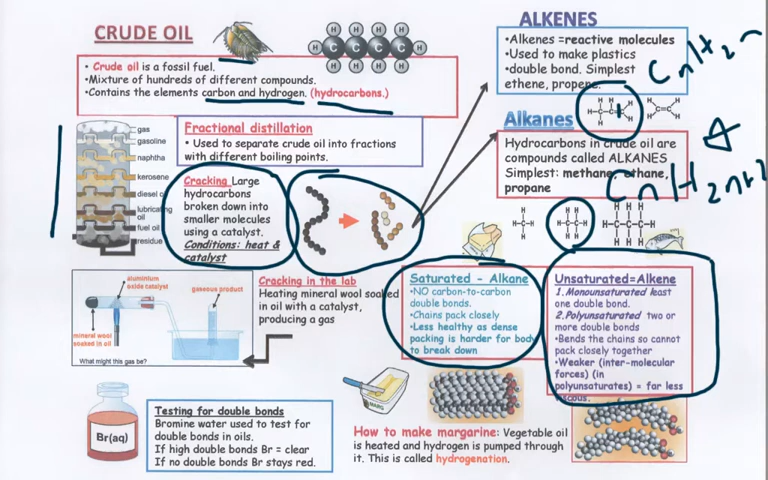 CRUDE OIL
• Crude oil is a fossil fuel.
•Mixture of hundreds of different compounds.
•Contains the elements carbon and hydrogen. (hydrocarbons.)
H H H H
H C C C C H
H H H H
ALKENES
•Alkenes =reactive molecules
•Used to make plastics
•double bond. Simplest
ethene, propene.
CnH2n
Alkanes
Hydrocarbons in crude oil are
compounds called ALKANES
Simplest: methane, ethane,
propane
CnH2n+2
gas
gasoline
naphtha
kerosene
diesel oil
lubricating
oil
fuel oil
residue
Fractional distillation
• Used to separate crude oil into fractions
with different boiling points.
Cracking Large
hydrocarbons
broken down into
smaller molecules
using a catalyst.
Conditions: heat &
catalyst
aluminium
oxide catalyst
gaseous product
mineral wool
soaked in oil
What might this gas be?
Cracking in the lab
Heating mineral wool soaked
in oil with a catalyst,
producing a gas
Saturated - Alkane
•NO carbon-to-carbon
double bonds.
•Chains pack closely
•Less healthy as dense
packing is harder for body
to break down
Unsaturated=Alkene
1.Monounsaturated least
one double bond.
2.Polyunsaturated two or
more double bonds
•Bends the chains so cannot
pack closely together
•Weaker (inter-molecular
forces) (in
polyunsaturates) = far less
viscous.
Br(aq)
Testing for double bonds
Bromine water used to test for
double bonds in oils.
If high double bonds Br = clear
If no double bonds Br stays red.
MARG
How to make margarine: Vegetable oil
is heated and hydrogen is pumped through
it. This is called hydrogenation.